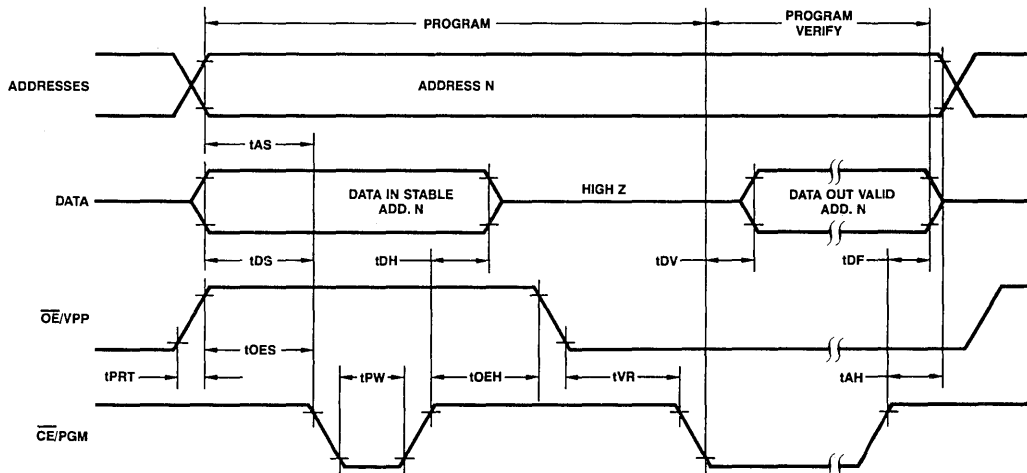 PROGRAM
PROGRAM
VERIFY
ADDRESSES
ADDRESS N
tAS
DATA
DATA IN STABLE
ADD. N
HIGH Z
DATA OUT VALID
ADD. N
tDS
tDH
tDV
tDF
OE/VPP
tOES
tPRT
tPW
tOEH
tVR
tAH
CE/PGM